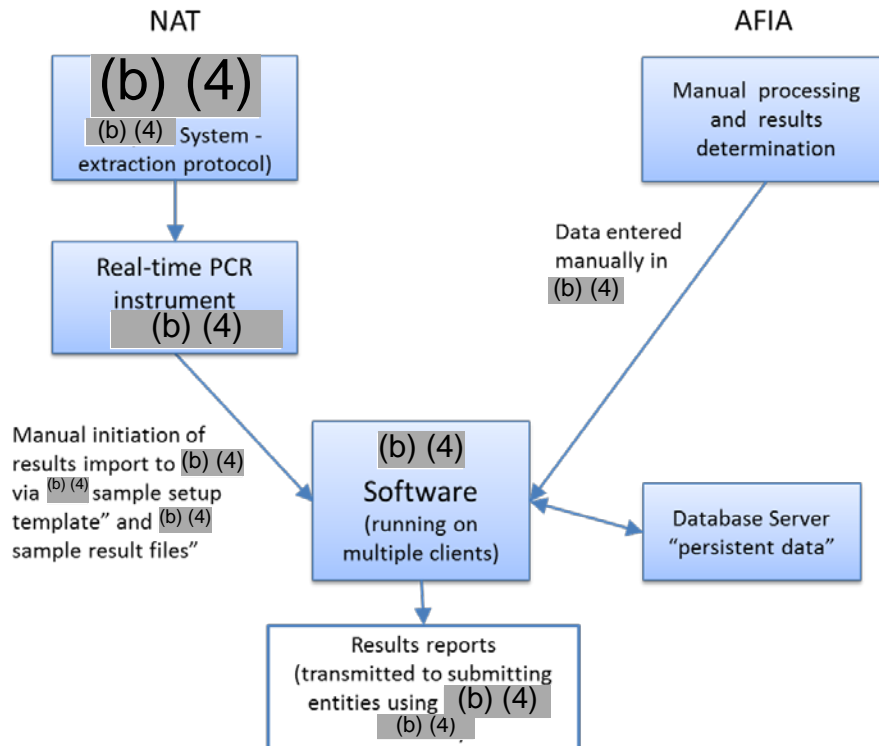 NAT
AFIA
(b) (4)
(b) (4) System -
extraction protocol)
Manual processing
and results
determination
Real-time PCR
instrument
(b) (4)
Data entered
manually in
(b) (4)
Manual initiation of
results import to (b) (4)
via (b) (4) sample setup
template” and (b) (4)
sample result files”
(b) (4)
Software
(running on
multiple clients)
Database Server
“persistent data”
Results reports
(transmitted to submitting
entities using (b) (4)
(b) (4)